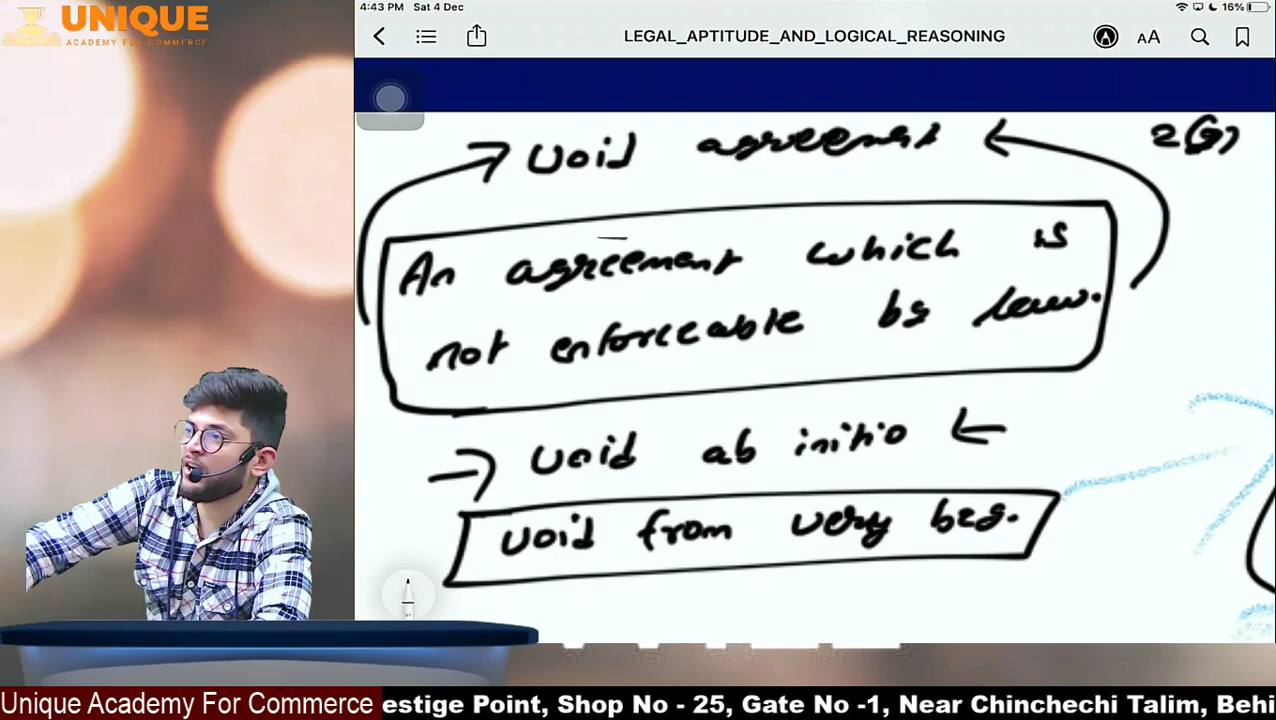 UNIQUE
ACADEMY FOR COMMERCE
4:43 PM Sat 4 Dec
16%
LEGAL_APTITUDE_AND_LOGICAL_REASONING
AA
void agreement
2(g)
An agreement which is
not enforceable by law.
void ab initio
void from very beg.
Unique Academy For Commerce
estige Point, Shop No - 25, Gate No -1, Near Chinchechi Talim, Behi